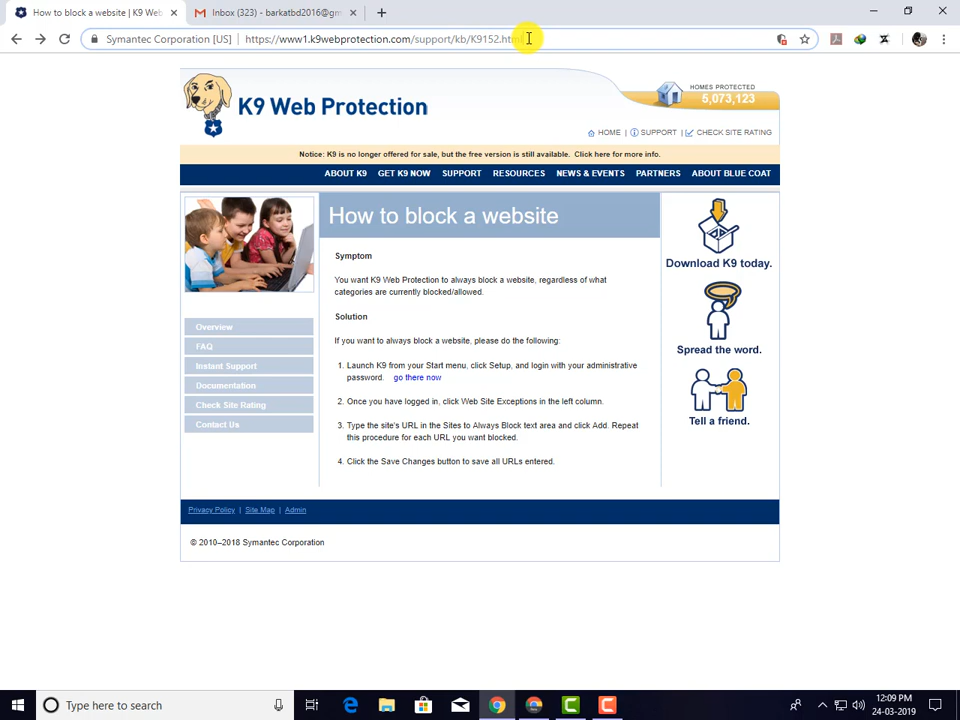 How to block a website | K9 Web
Inbox (323) - barkatbd2016@gm
Symantec Corporation [US] | https://www1.k9webprotection.com/support/kb/K9152.html
K9 Web Protection
HOMES PROTECTED
5,073,123
HOME | SUPPORT | CHECK SITE RATING
Notice: K9 is no longer offered for sale, but the free version is still available. Click here for more info.
ABOUT K9 GET K9 NOW SUPPORT RESOURCES NEWS & EVENTS PARTNERS ABOUT BLUE COAT
How to block a website
Symptom
You want K9 Web Protection to always block a website, regardless of what
categories are currently blocked/allowed.
Solution
If you want to always block a website, please do the following:
1. Launch K9 from your Start menu, click Setup, and login with your administrative
password. go there now
2. Once you have logged in, click Web Site Exceptions in the left column.
3. Type the site's URL in the Sites to Always Block text area and click Add. Repeat
this procedure for each URL you want blocked.
4. Click the Save Changes button to save all URLs entered.
Overview
FAQ
Instant Support
Documentation
Check Site Rating
Contact Us
Download K9 today.
Spread the word.
Tell a friend.
Privacy Policy | Site Map | Admin
© 2010–2018 Symantec Corporation
Type here to search
12:09 PM
24-03-2019